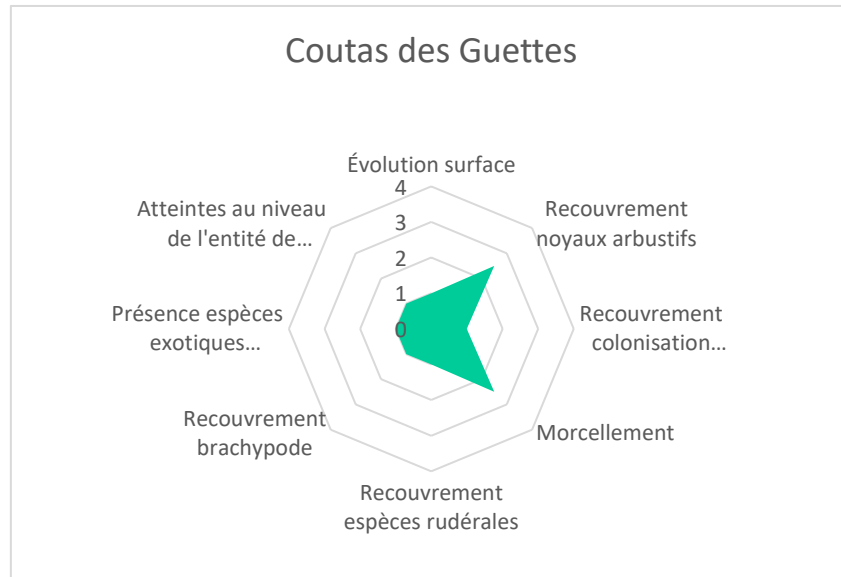 Coutas des Guettes
Évolution surface
Recouvrement
noyaux arbustifs
Recouvrement
colonisation…
Morcellement
Recouvrement
espèces rudérales
Recouvrement
brachypode
Présence espèces
exotiques…
Atteintes au niveau
de l'entité de…
4
3
2
1
0